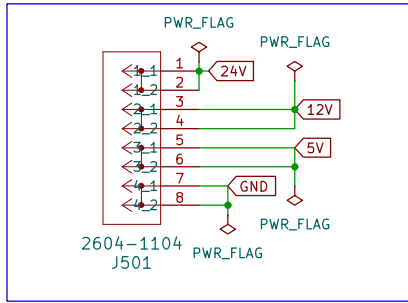 PWR_FLAG
PWR_FLAG
1_1 1 24V
1_2 2
2_1 3 12V
2_2 4
3_1 5 5V
3_2 6
4_1 7 GND
4_2 8
PWR_FLAG
2604-1104
PWR_FLAG
J501